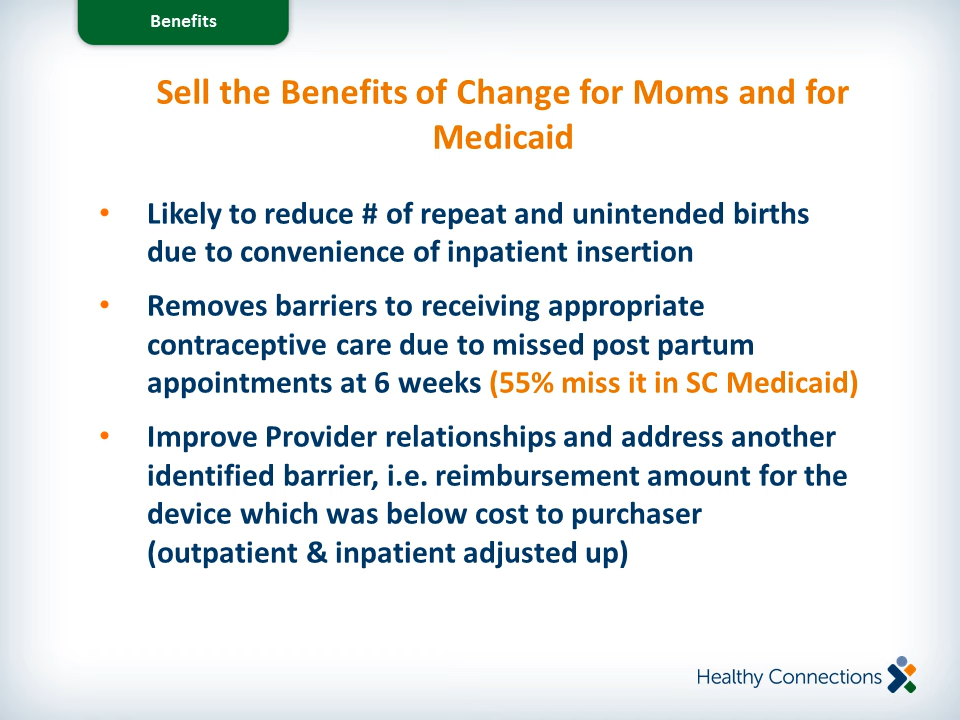 Benefits
Sell the Benefits of Change for Moms and for
Medicaid
• Likely to reduce # of repeat and unintended births
due to convenience of inpatient insertion
• Removes barriers to receiving appropriate
contraceptive care due to missed post partum
appointments at 6 weeks (55% miss it in SC Medicaid)
• Improve Provider relationships and address another
identified barrier, i.e. reimbursement amount for the
device which was below cost to purchaser
(outpatient & inpatient adjusted up)
Healthy Connections